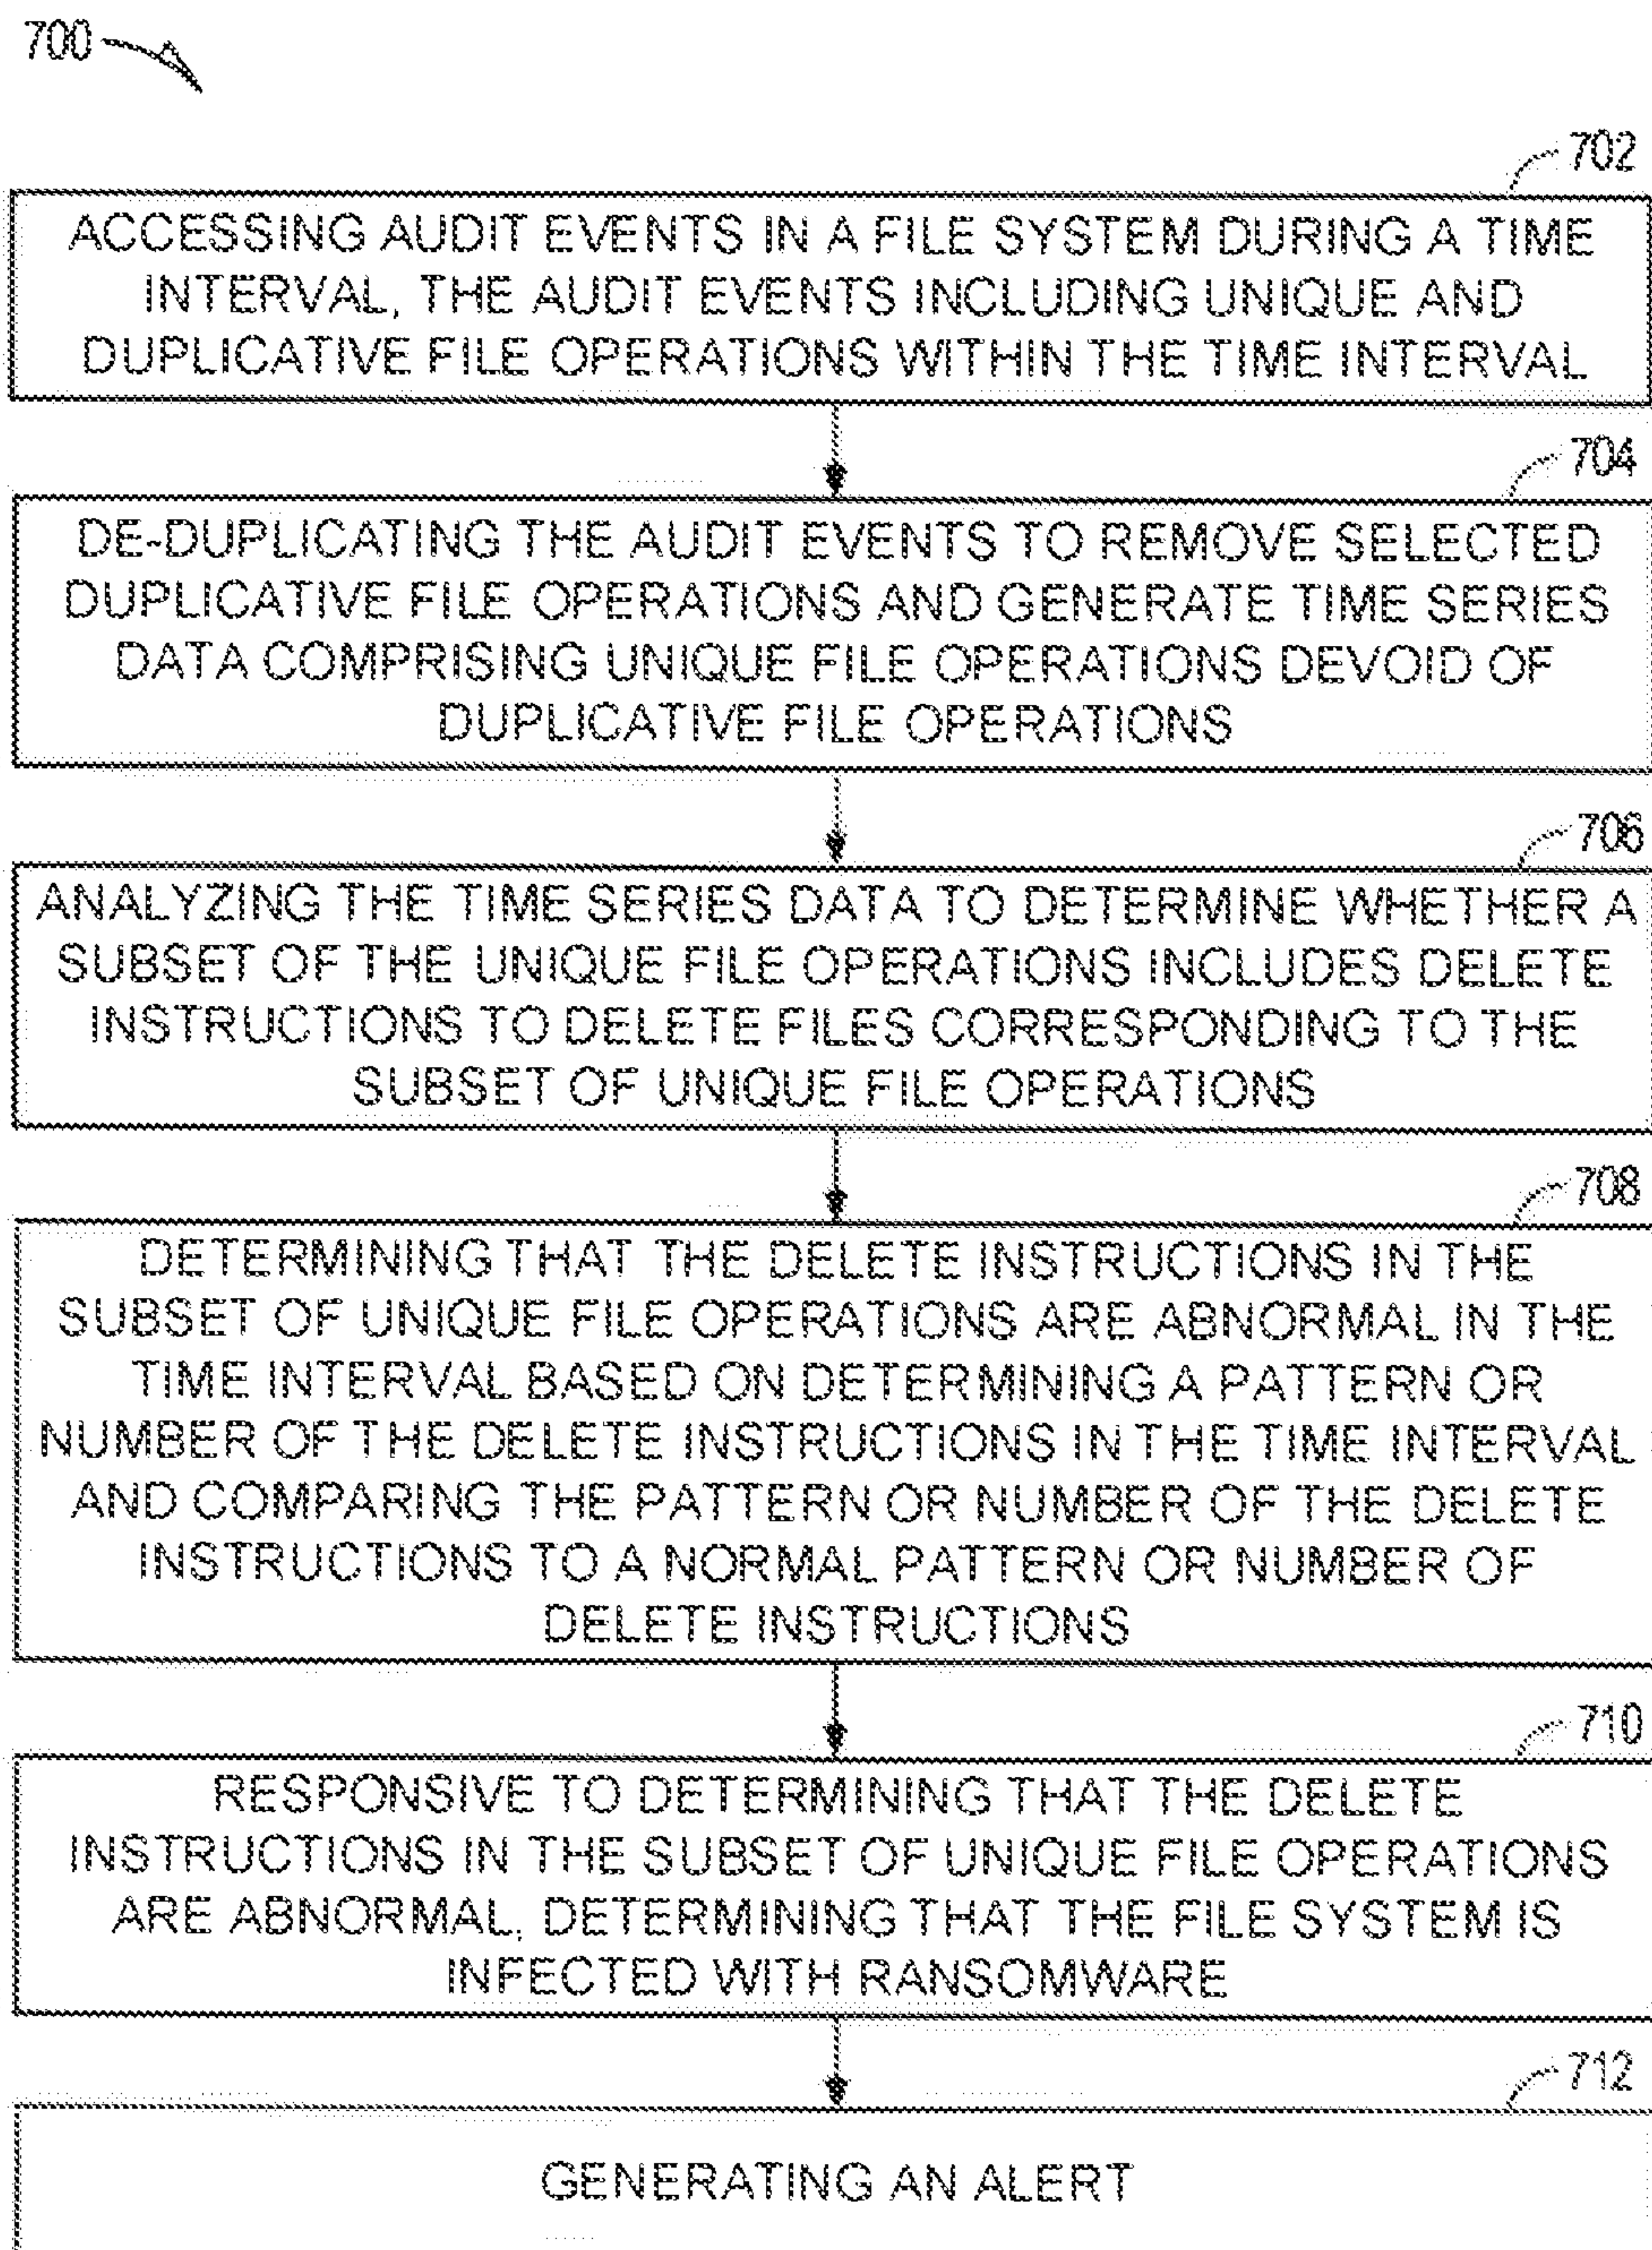 700
702
ACCESSING AUDIT EVENTS IN A FILE SYSTEM DURING A TIME
INTERVAL, THE AUDIT EVENTS INCLUDING UNIQUE AND
DUPLICATIVE FILE OPERATIONS WITHIN THE TIME INTERVAL
704
DE-DUPLICATING THE AUDIT EVENTS TO REMOVE SELECTED
DUPLICATIVE FILE OPERATIONS AND GENERATE TIME SERIES
DATA COMPRISING UNIQUE FILE OPERATIONS DEVOID OF
DUPLICATIVE FILE OPERATIONS
706
ANALYZING THE TIME SERIES DATA TO DETERMINE WHETHER A
SUBSET OF THE UNIQUE FILE OPERATIONS INCLUDES DELETE
INSTRUCTIONS TO DELETE FILES CORRESPONDING TO THE
SUBSET OF UNIQUE FILE OPERATIONS
708
DETERMINING THAT THE DELETE INSTRUCTIONS IN THE
SUBSET OF UNIQUE FILE OPERATIONS ARE ABNORMAL IN THE
TIME INTERVAL BASED ON DETERMINING A PATTERN OR
NUMBER OF THE DELETE INSTRUCTIONS IN THE TIME INTERVAL
AND COMPARING THE PATTERN OR NUMBER OF THE DELETE
INSTRUCTIONS TO A NORMAL PATTERN OR NUMBER OF
DELETE INSTRUCTIONS
710
RESPONSIVE TO DETERMINING THAT THE DELETE
INSTRUCTIONS IN THE SUBSET OF UNIQUE FILE OPERATIONS
ARE ABNORMAL, DETERMINING THAT THE FILE SYSTEM IS
INFECTED WITH RANSOMWARE
712
GENERATING AN ALERT